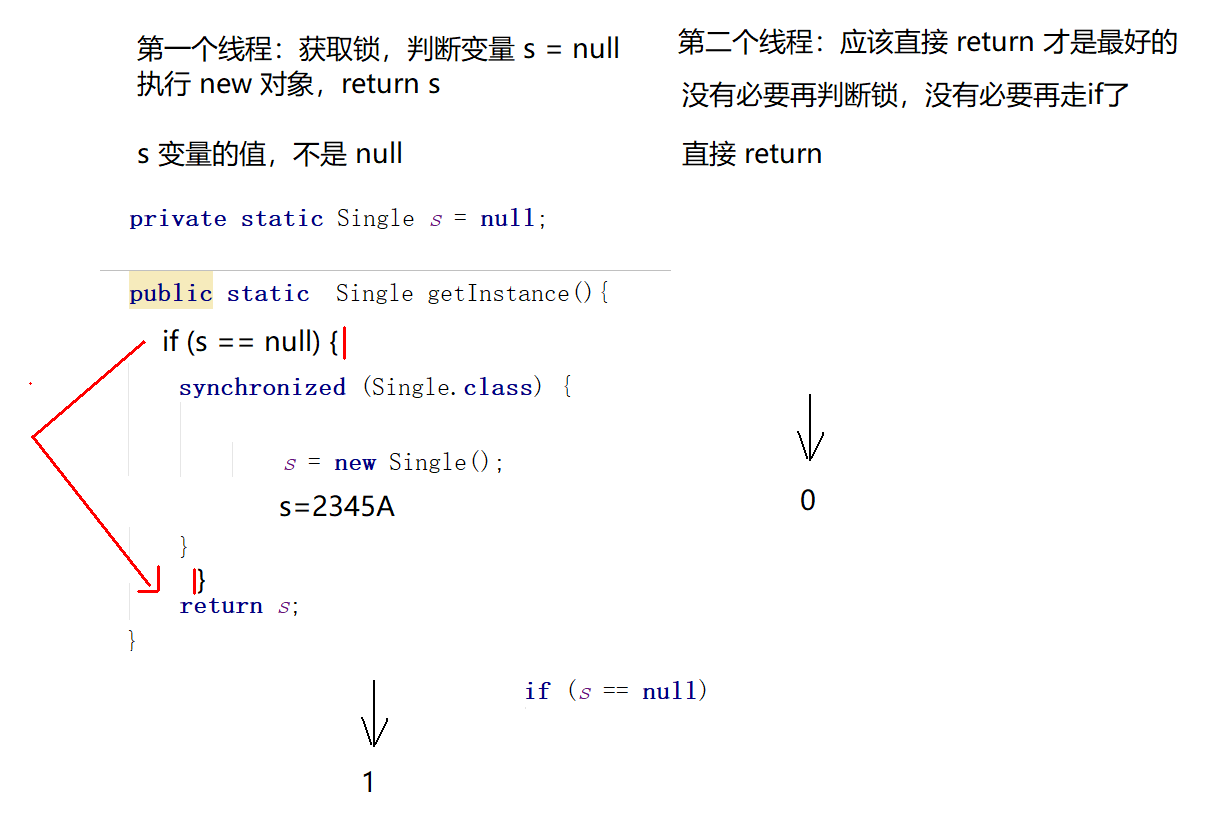 第一个线程：获取锁，判断变量 s = null
执行 new 对象，return s
s 变量的值，不是 null
第二个线程：应该直接 return 才是最好的
没有必要再判断锁，没有必要再走if了
直接 return
private static Single s = null;
public static  Single getInstance(){
if (s == null) {
synchronized (Single.class) {
s = new Single();
s=2345A
}
}
return s;
}
0
if (s == null)
1